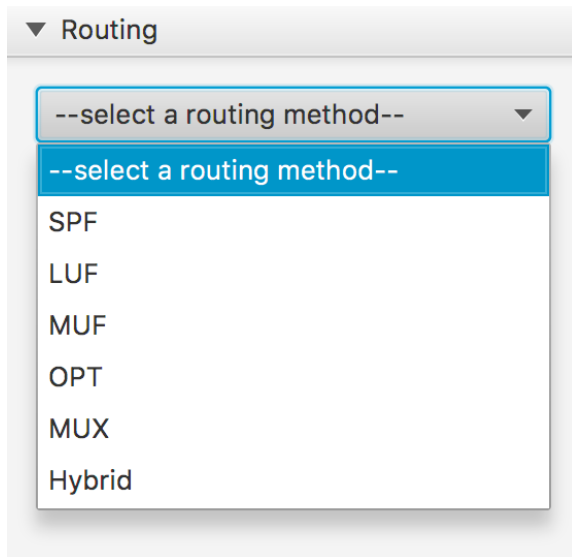 Routing
--select a routing method--
--select a routing method--
SPF
LUF
MUF
OPT
MUX
Hybrid